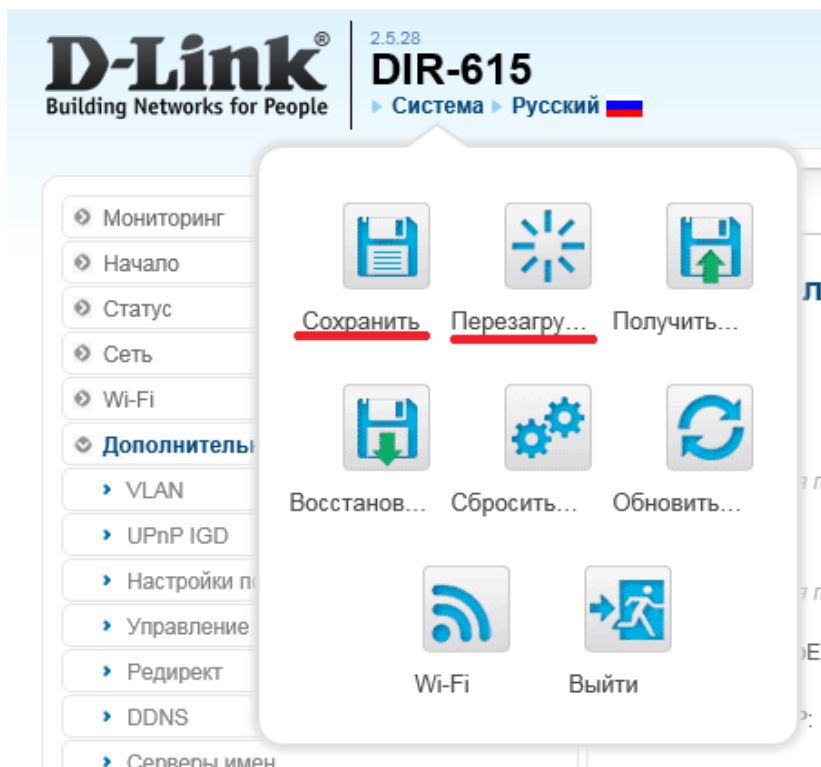 D-Link®
Building Networks for People
2.5.28
DIR-615
Система Русский
Мониторинг
Начало
Статус
Сеть
Wi-Fi
VLAN
UPnP IGD
Настройки
Управление
Редирект
DDNS
Серверы имен
Сохранить
Перезагру...
Получить...
Восстанов...
Сбросить...
Обновить...
Wi-Fi
Выйти